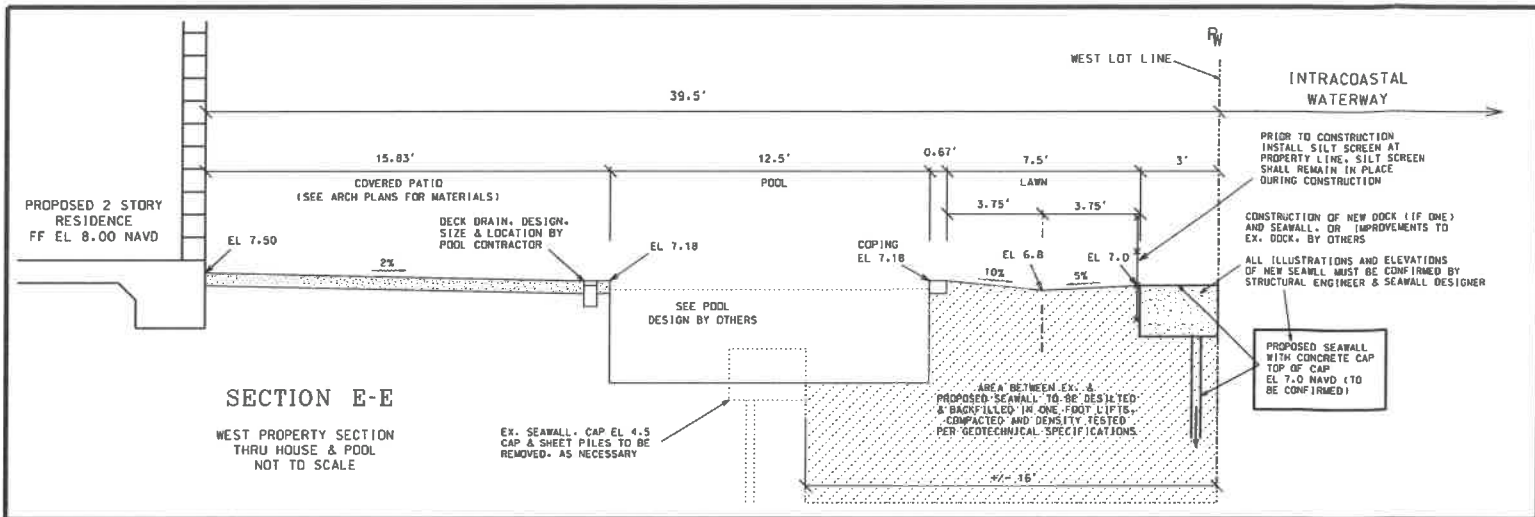 R/W
WEST LOT LINE
INTRACOASTAL
WATERWAY
39.5'
PRIOR TO CONSTRUCTION
INSTALL SILT SCREEN AT
PROPERTY LINE. SILT SCREEN
SHALL REMAIN IN PLACE
DURING CONSTRUCTION
15.83'
12.5'
0.67'
7.5'
3'
COVERED PATIO
(SEE ARCH PLANS FOR MATERIALS)
POOL
LAWN
3.75'
3.75'
PROPOSED 2 STORY
RESIDENCE
FF EL 8.00 NAVD
DECK DRAIN. DESIGN.
SIZE & LOCATION BY
POOL CONTRACTOR
CONSTRUCTION OF NEW DOCK (IF ONE)
AND SEAWALL. OR IMPROVEMENTS TO
EX. DOCK. BY OTHERS
EL 7.50
EL 7.18
COPING
EL 7.18
EL 6.8
EL 7.0
2%
10%
5%
ALL ILLUSTRATIONS AND ELEVATIONS
OF NEW SEAWLL MUST BE CONFIRMED BY
STRUCTURAL ENGINEER & SEAWALL DESIGNER
SEE POOL
DESIGN BY OTHERS
PROPOSED SEAWALL
WITH CONCRETE CAP
TOP OF CAP
EL 7.0 NAVD (TO
BE CONFIRMED)
SECTION E-E
WEST PROPERTY SECTION
THRU HOUSE & POOL
NOT TO SCALE
AREA BETWEEN EX. &
PROPOSED SEAWALL TO BE DESILTED
& BACKFILLED IN ONE FOOT LIFTS.
COMPACTED AND DENSITY TESTED
PER GEOTECHNICAL SPECIFICATIONS
EX. SEAWALL. CAP EL 4.5
CAP & SHEET PILES TO BE
REMOVED. AS NECESSARY
+/- 16'